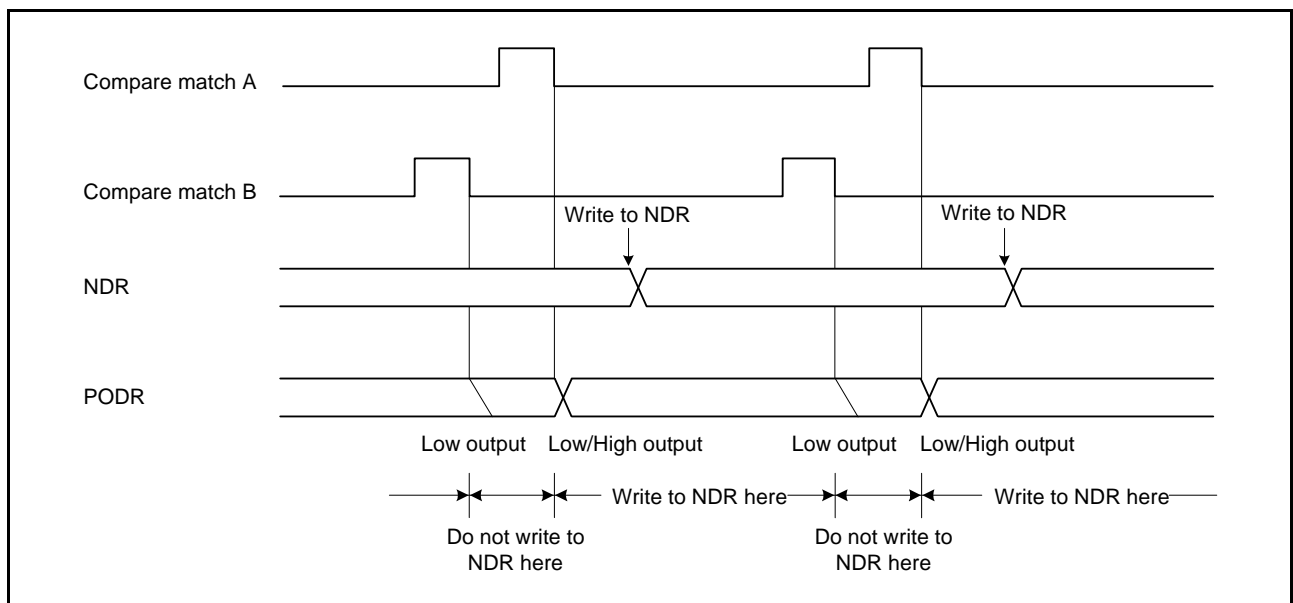 Compare match A
Compare match B
Write to NDR
Write to NDR
NDR
PODR
Low output
Low/High output
Low output
Low/High output
Write to NDR here
Write to NDR here
Do not write to
NDR here
Do not write to
NDR here